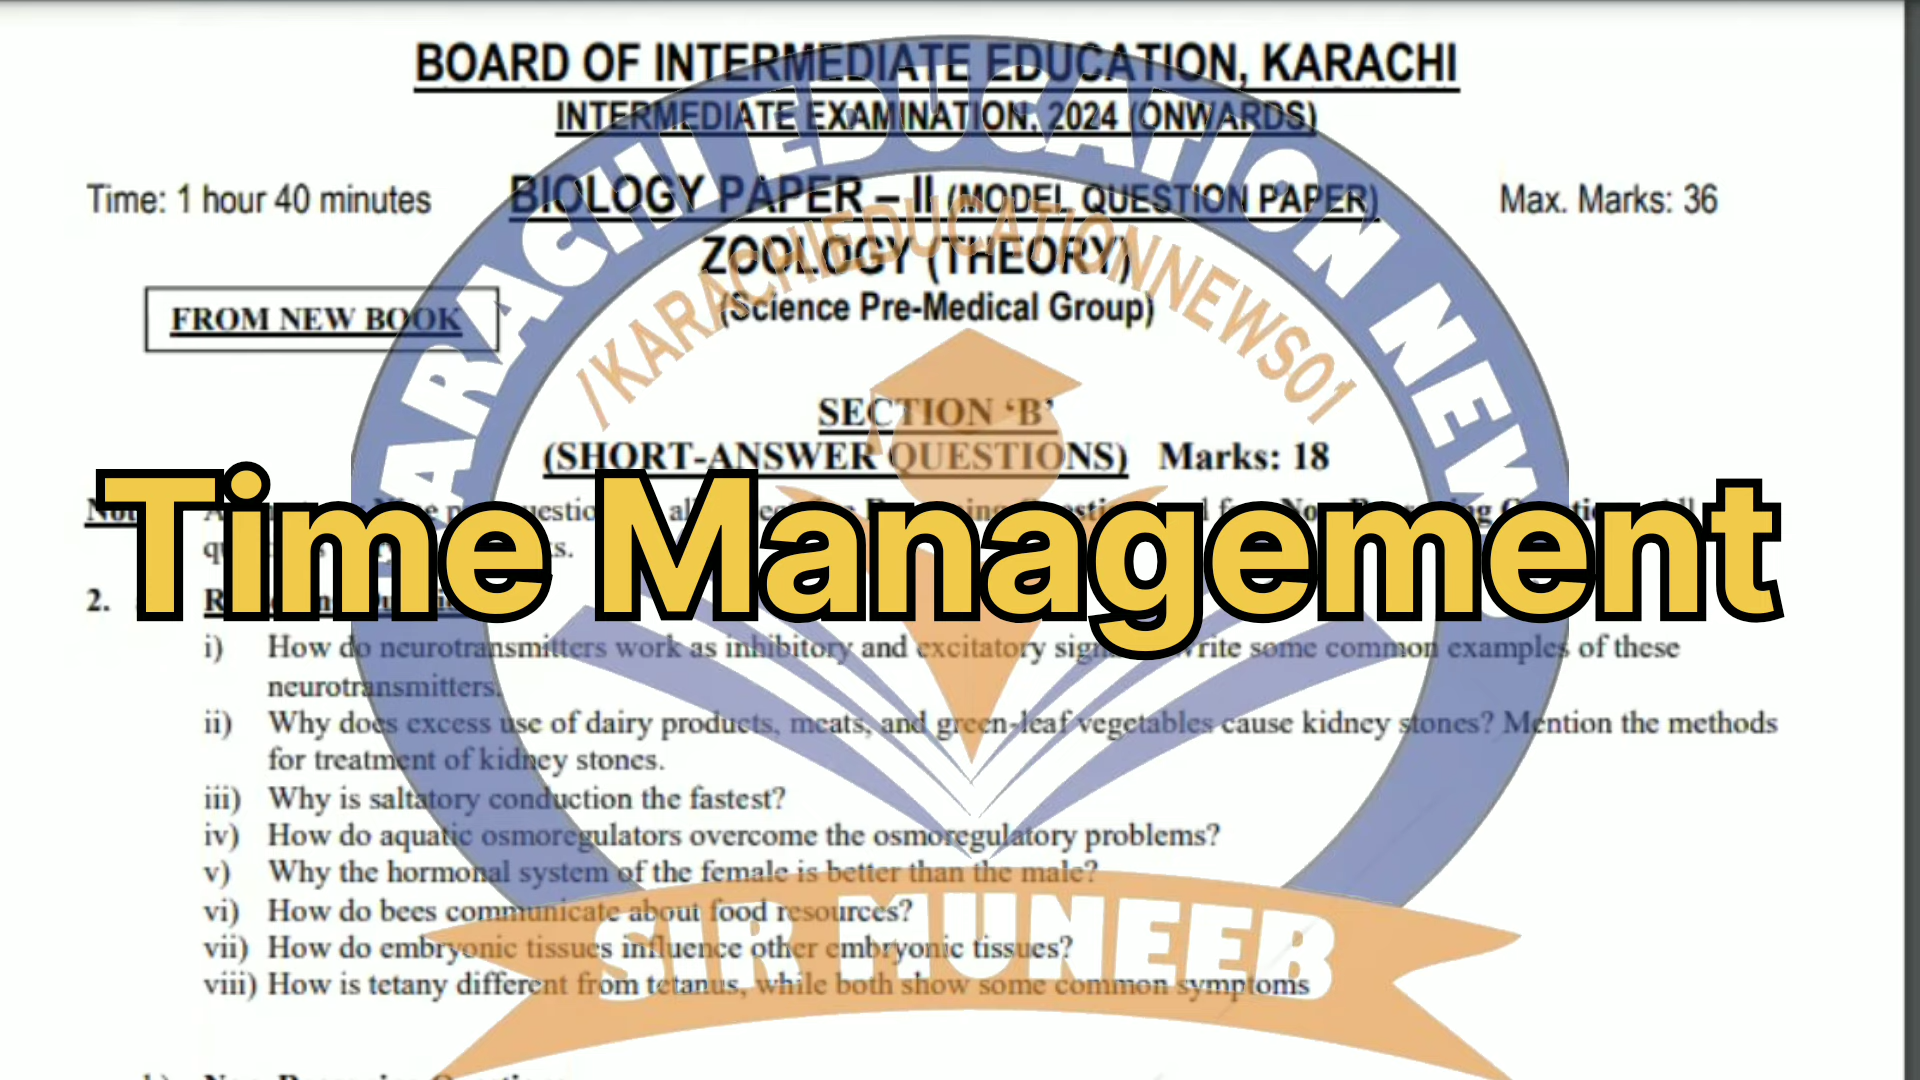 BOARD OF INTERMEDIATE EDUCATION, KARACHI
INTERMEDIATE EXAMINATION, 2024 (ONWARDS)
Time: 1 hour 40 minutes BIOLOGY PAPER – II (MODEL QUESTION PAPER) Max. Marks: 36
ZOOLOGY (THEORY)
(Science Pre-Medical Group)
FROM NEW BOOK
KARACHI EDUCATION NEWS
/KARACHIEDUCATIONNEWS01
SECTION ‘B’
(SHORT-ANSWER QUESTIONS) Marks: 18
Time Management
2.
i) How do neurotransmitters work as inhibitory and excitatory some common examples of these
neurotransmitters.
ii) Why does excess use of dairy products, meats, and green-leaf vegetables cause kidney stones? Mention the methods
for treatment of kidney stones.
iii) Why is saltatory conduction the fastest?
iv) How do aquatic osmoregulators overcome the osmoregulatory problems?
v) Why the hormonal system of the female is better than the male?
vi) How do bees communicate about food resources?
vii) How do embryonic tissues influence other embryonic tissues?
viii) How is tetany different from tetanus, while both show some common symptoms
SIR MUNEEB